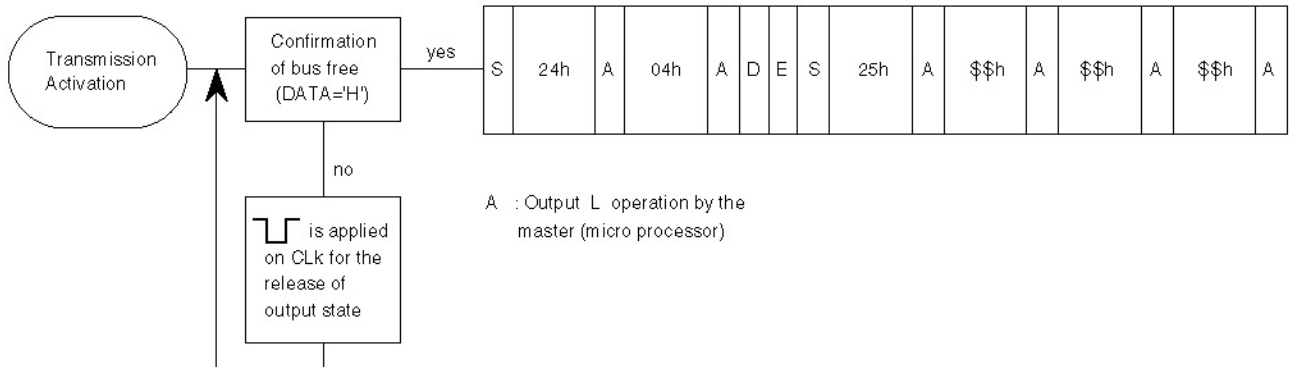 Transmission
Activation
Confirmation
of bus free
(DATA='H')
yes
S 24h A 04h A D E S 25h A $$h A $$h A $$h A
no
is applied
on CLk for the
release of
output state
A : Output L operation by the
master (micro processor)